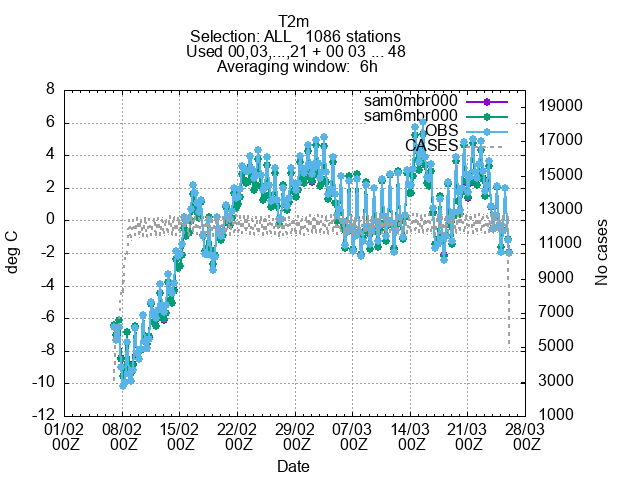 T2m
Selection: ALL   1086 stations
Used 00,03,...,21 + 00 03 ... 48
Averaging window:  6h
sam0mbr000
sam6mbr000
OBS
CASES
deg C
8
6
4
2
0
-2
-4
-6
-8
-10
-12
19000
17000
15000
13000
11000
9000
7000
5000
3000
1000
No cases
01/02 08/02 15/02 22/02 29/02 07/03 14/03 21/03 28/03
00Z 00Z 00Z 00Z 00Z 00Z 00Z 00Z 00Z
Date